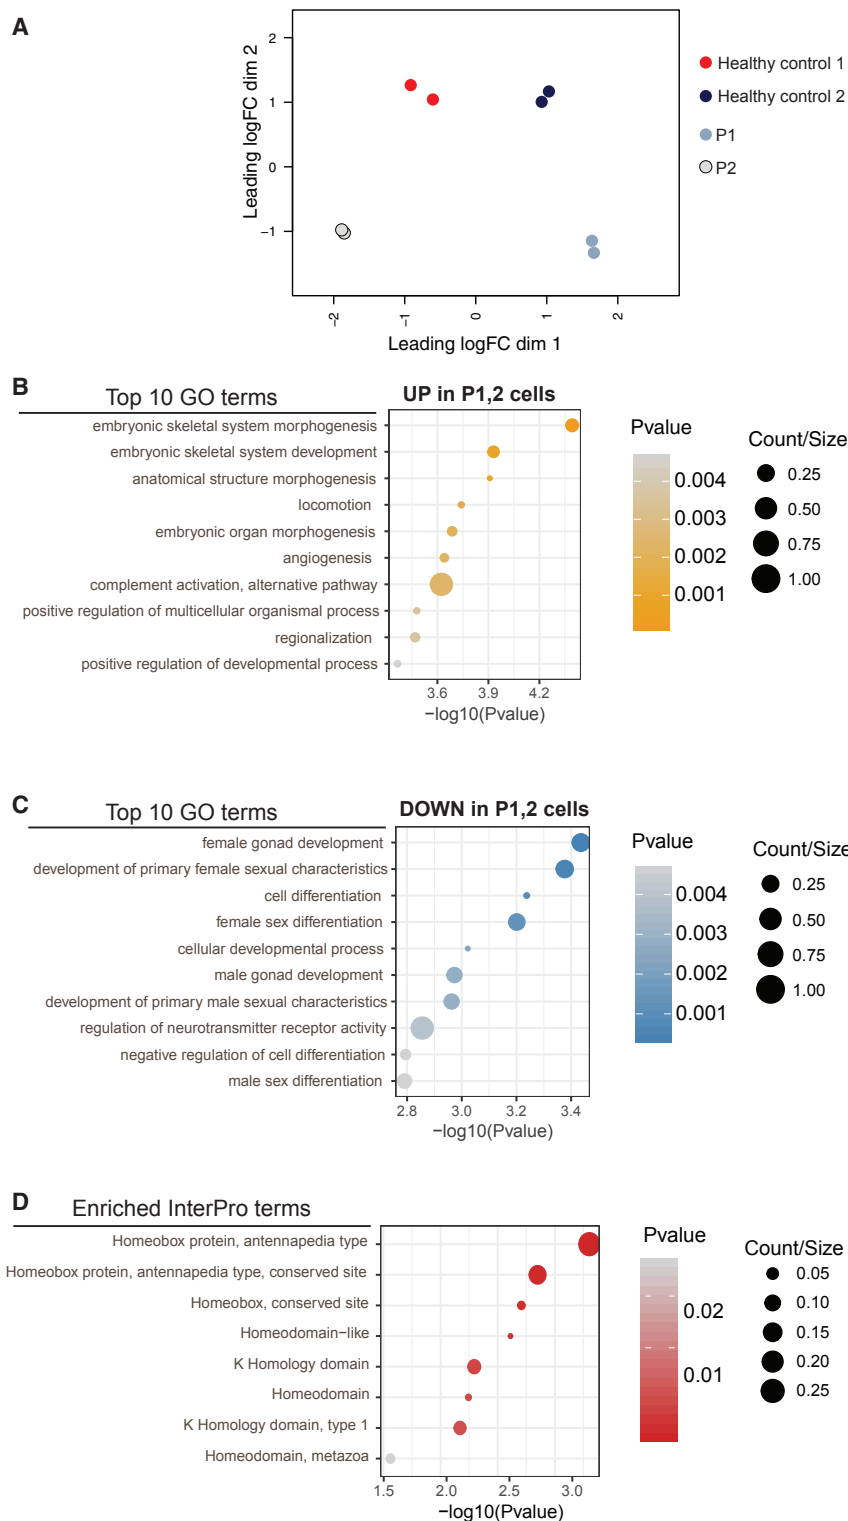 A
Leading logFC dim 2
2
1
0
−1
−2
−1
0
1
2
Leading logFC dim 1
Healthy control 1
Healthy control 2
P1
P2
B
Top 10 GO terms
UP in P1,2 cells
embryonic skeletal system morphogenesis
embryonic skeletal system development
anatomical structure morphogenesis
locomotion
embryonic organ morphogenesis
angiogenesis
complement activation, alternative pathway
positive regulation of multicellular organismal process
regionalization
positive regulation of developmental process
3.6 3.9 4.2
−log10(Pvalue)
Pvalue
0.004
0.003
0.002
0.001
Count/Size
0.25
0.50
0.75
1.00
C
Top 10 GO terms
DOWN in P1,2 cells
female gonad development
development of primary female sexual characteristics
cell differentiation
female sex differentiation
cellular developmental process
male gonad development
development of primary male sexual characteristics
regulation of neurotransmitter receptor activity
negative regulation of cell differentiation
male sex differentiation
2.8 3.0 3.2 3.4
−log10(Pvalue)
Pvalue
0.004
0.003
0.002
0.001
Count/Size
0.25
0.50
0.75
1.00
D
Enriched InterPro terms
Homeobox protein, antennapedia type
Homeobox protein, antennapedia type, conserved site
Homeobox, conserved site
Homeodomain−like
K Homology domain
Homeodomain
K Homology domain, type 1
Homeodomain, metazoa
1.5 2.0 2.5 3.0
−log10(Pvalue)
Pvalue
0.02
0.01
Count/Size
0.05
0.10
0.15
0.20
0.25